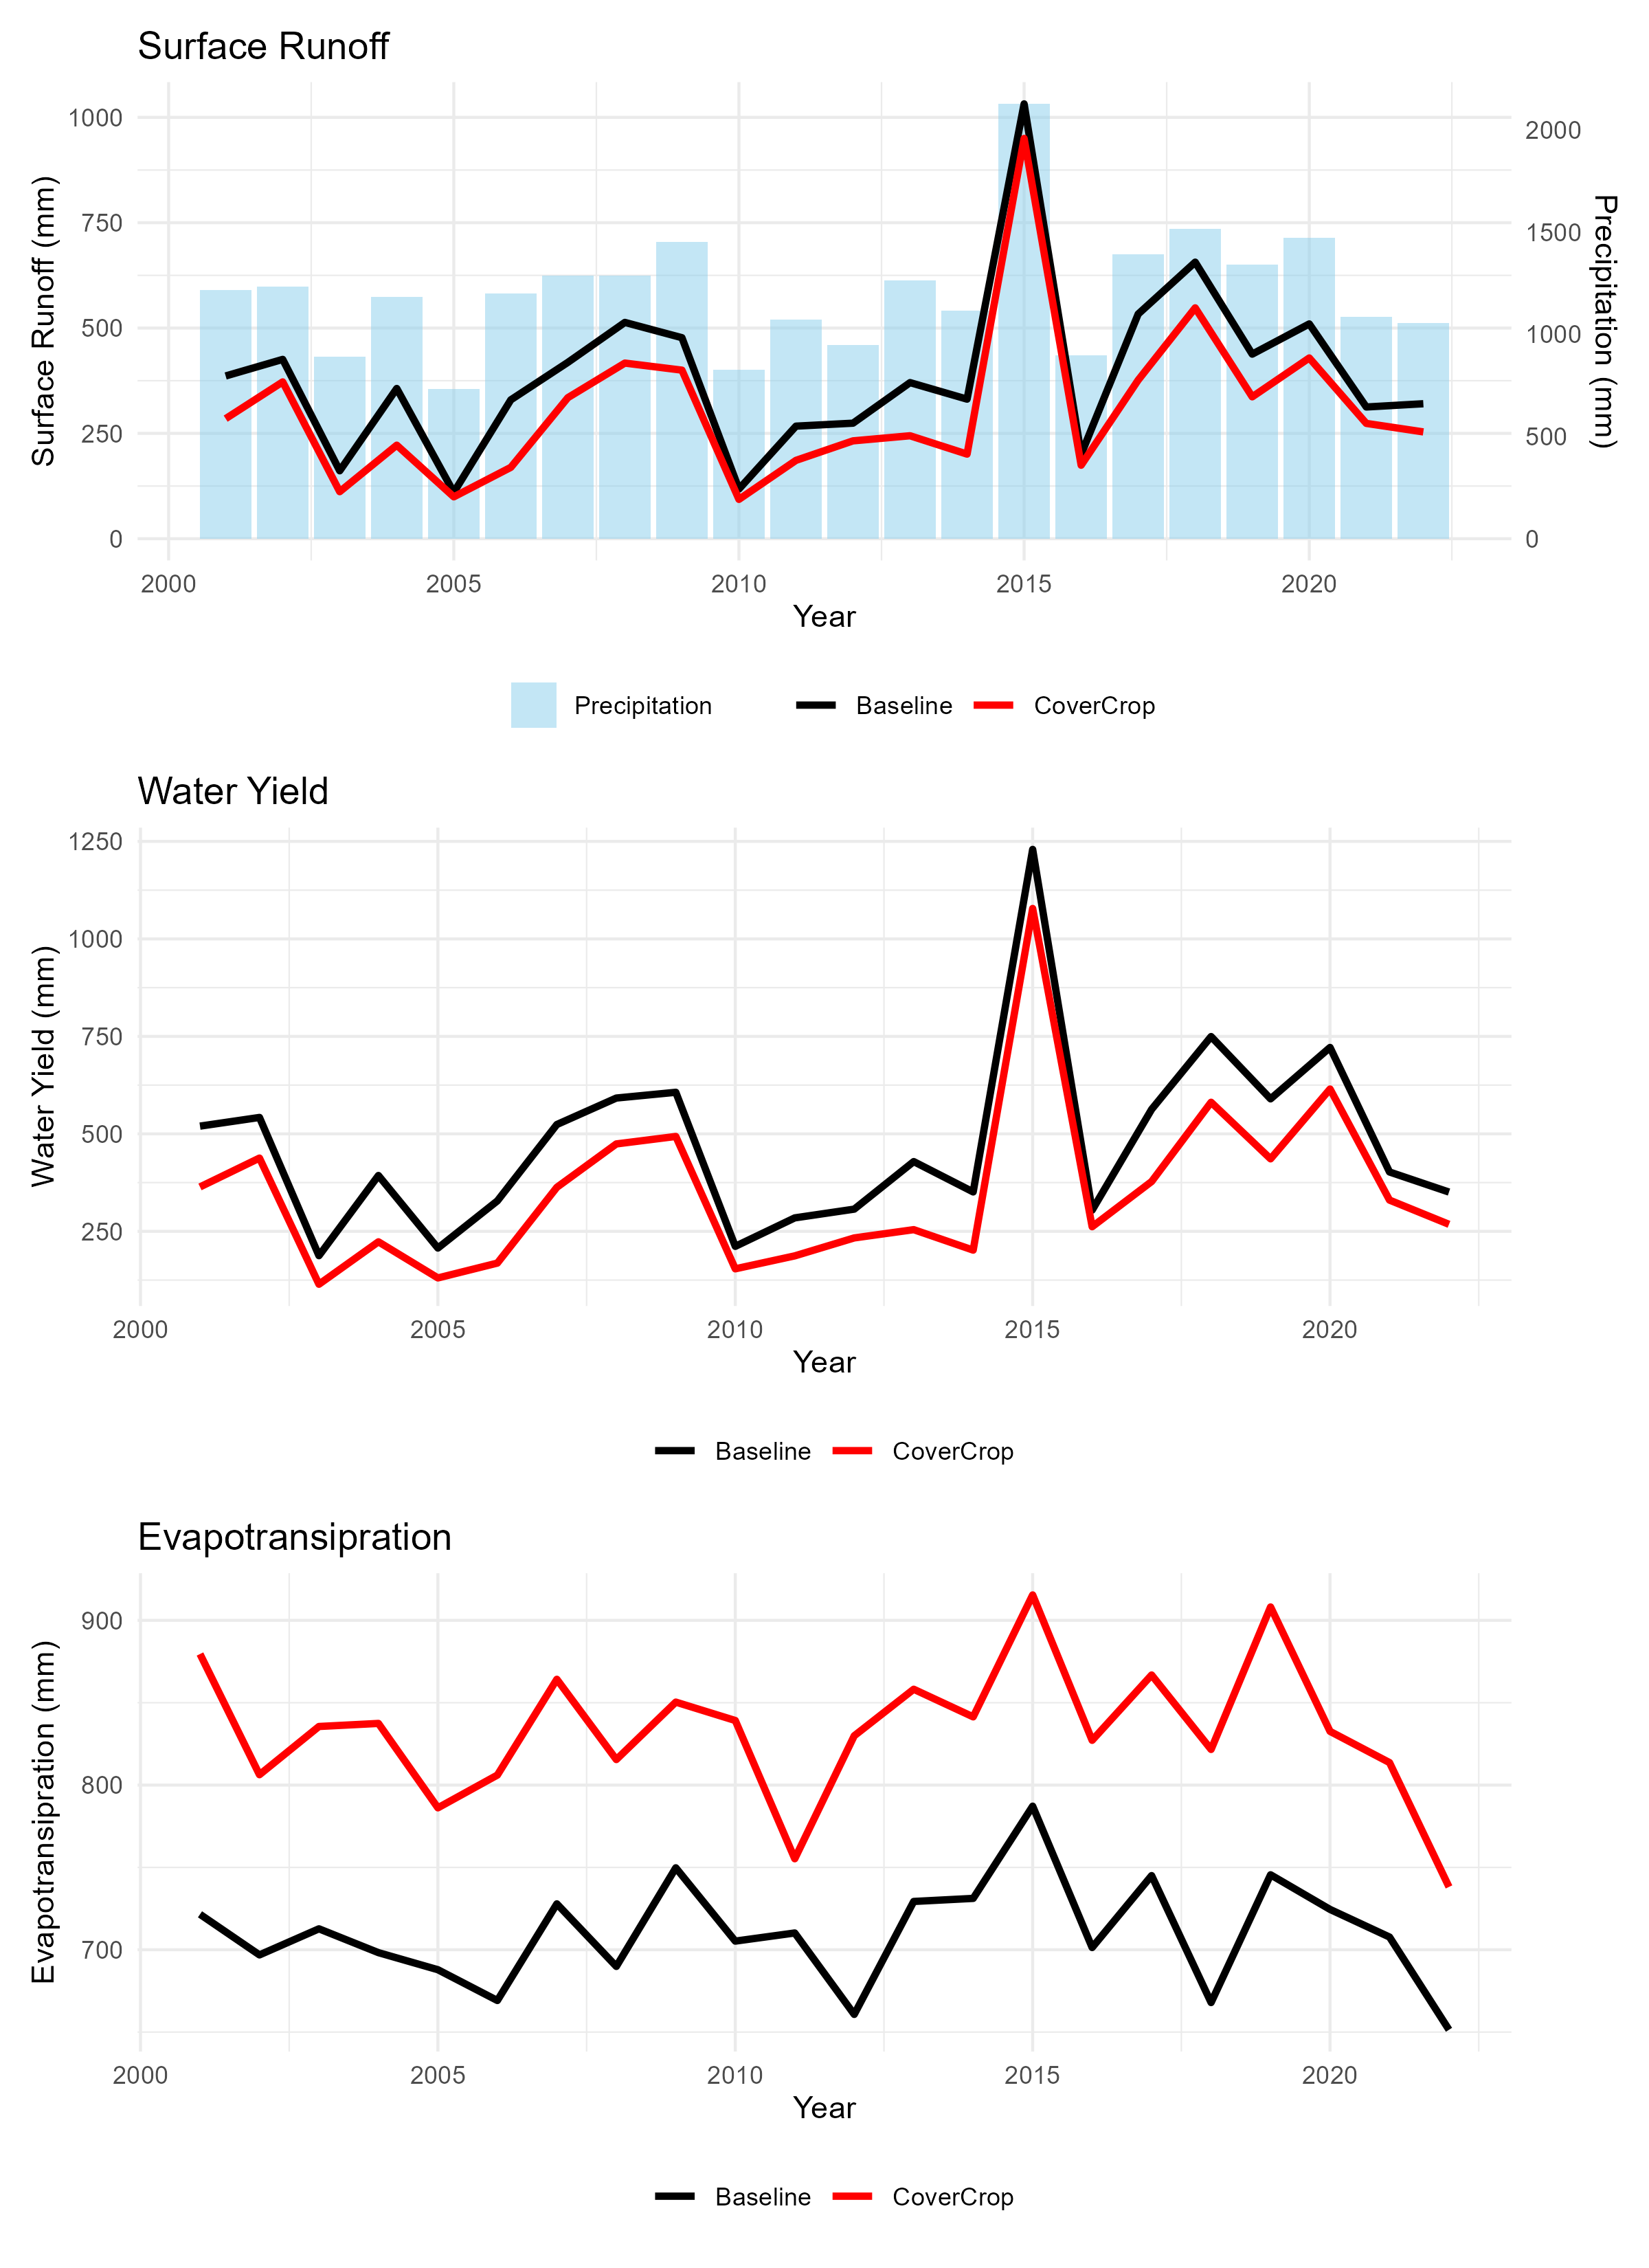 Surface Runoff
1000
750
500
250
0
Surface Runoff (mm)
2000
1500
1000
500
0
Precipitation (mm)
2000 2005 2010 2015 2020
Year
Precipitation Baseline CoverCrop
Water Yield
1250
1000
750
500
250
Water Yield (mm)
2000 2005 2010 2015 2020
Year
Baseline CoverCrop
Evapotransipration
900
800
700
Evapotransipration (mm)
2000 2005 2010 2015 2020
Year
Baseline CoverCrop